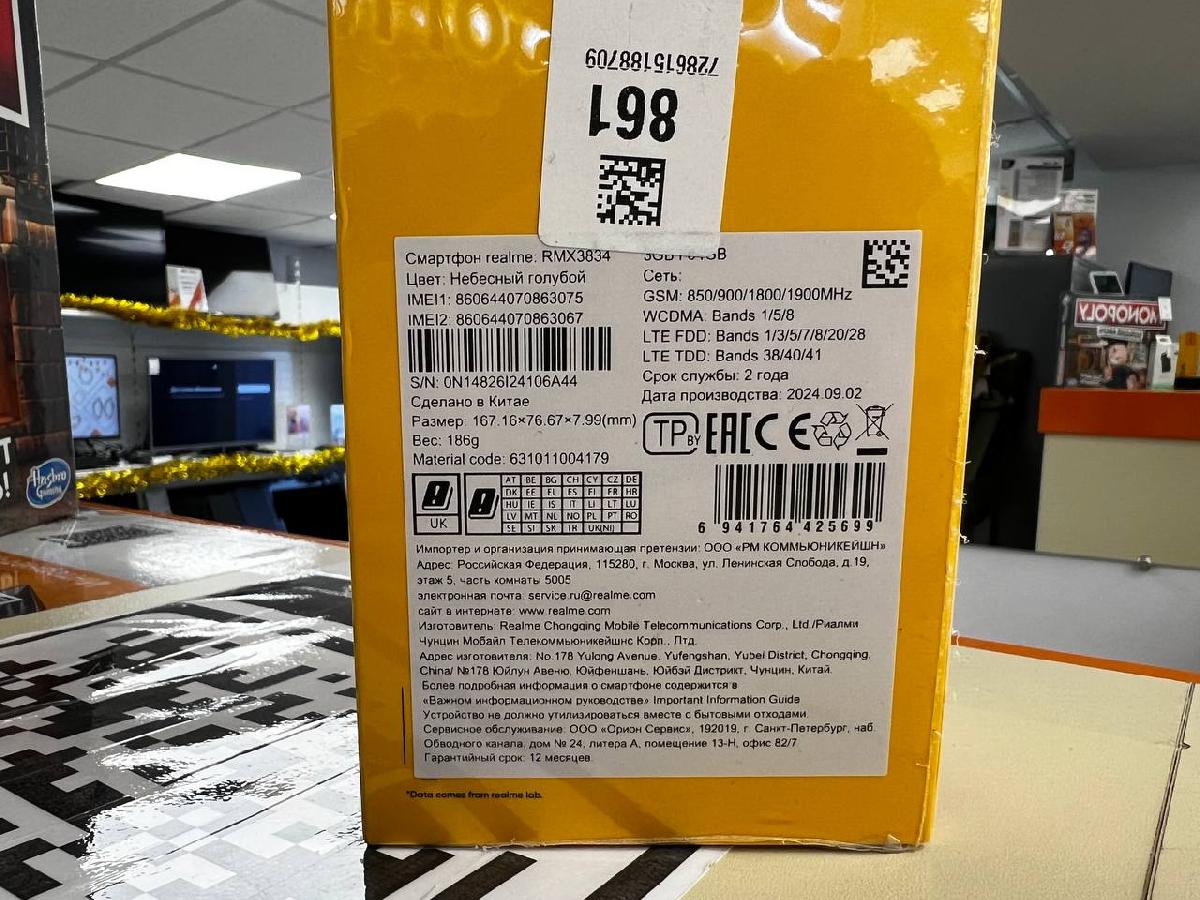 728615188709
861
Смартфон realme: RMX3834
Цвет: Небесный голубой
IMEI1: 860644070863075
IMEI2: 860644070863067
S/N: 0N14826I24106A44
Сделано в Китае
Размер: 167.16×76.67×7.99(mm)
Вес: 186g
Material code: 631011004179
UK
AT BE BG CH CY CZ DE
DK EE EL ES FI FR HR
HU IE IS IT LI LT LU
LV MT NL NO PL PT RO
SE SI SK TR UK(NI)
Сеть:
GSM: 850/900/1800/1900MHz
WCDMA: Bands 1/5/8
LTE FDD: Bands 1/3/5/7/8/20/28
LTE TDD: Bands 38/40/41
Срок службы: 2 года
Дата производства: 2024.09.02
TP BY EAC CE
6 941764 425699
Импортер и организация принимающая претензии: ООО «РМ КОММЬЮНИКЕЙШН»
Адрес: Российская Федерация, 115280, г. Москва, ул. Ленинская Слобода, д.19,
этаж 5, часть комнаты 5005
электронная почта: service.ru@realme.com
сайт в интернете: www.realme.com
Изготовитель: Realme Chongqing Mobile Telecommunications Corp., Ltd./Риалми
Чунцин Мобайл Телекоммьюникейшнс Корп., Лтд.
Адрес изготовителя: No.178 Yulong Avenue, Yufengshan, Yubei District, Chongqing,
China/ №178 Юйлун Авеню, Юйфеншань, Юйбэй Дистрикт, Чунцин, Китай.
Более подробная информация о смартфоне содержится в
«Важном информационном руководстве» Important Information Guide
Устройство не должно утилизироваться вместе с бытовыми отходами.
Сервисное обслуживание: ООО «Орион Сервис», 192019, г. Санкт-Петербург, наб.
Обводного канала, дом № 24, литера А, помещение 13-Н, офис 82/7
Гарантийный срок: 12 месяцев.
*Data comes from realme lab.
Hasbro
Gaming
MONOPOLY